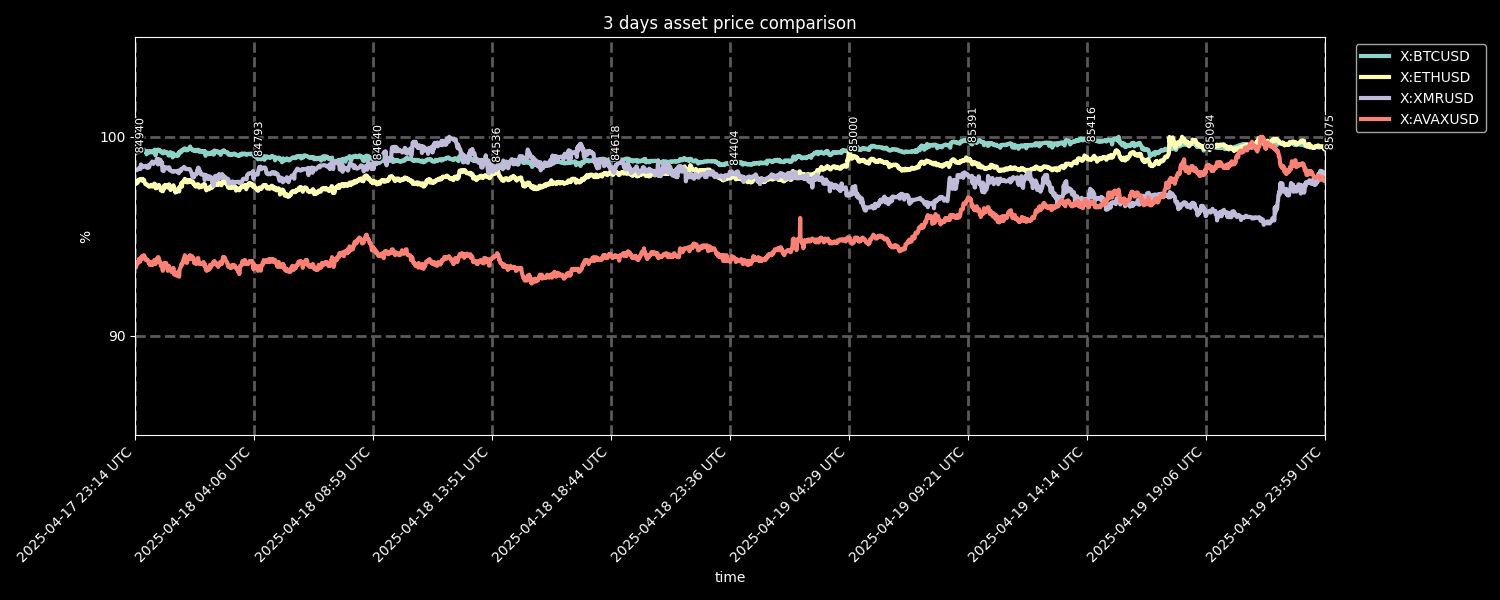 3 days asset price comparison
X:BTCUSD
X:ETHUSD
X:XMRUSD
X:AVAXUSD
100
90
%
84940
84793
84640
84536
84618
84404
85000
85391
85416
85094
85075
2025-04-17 23:14 UTC
2025-04-18 04:06 UTC
2025-04-18 08:59 UTC
2025-04-18 13:51 UTC
2025-04-18 18:44 UTC
2025-04-18 23:36 UTC
2025-04-19 04:29 UTC
2025-04-19 09:21 UTC
2025-04-19 14:14 UTC
2025-04-19 19:06 UTC
2025-04-19 23:59 UTC
time